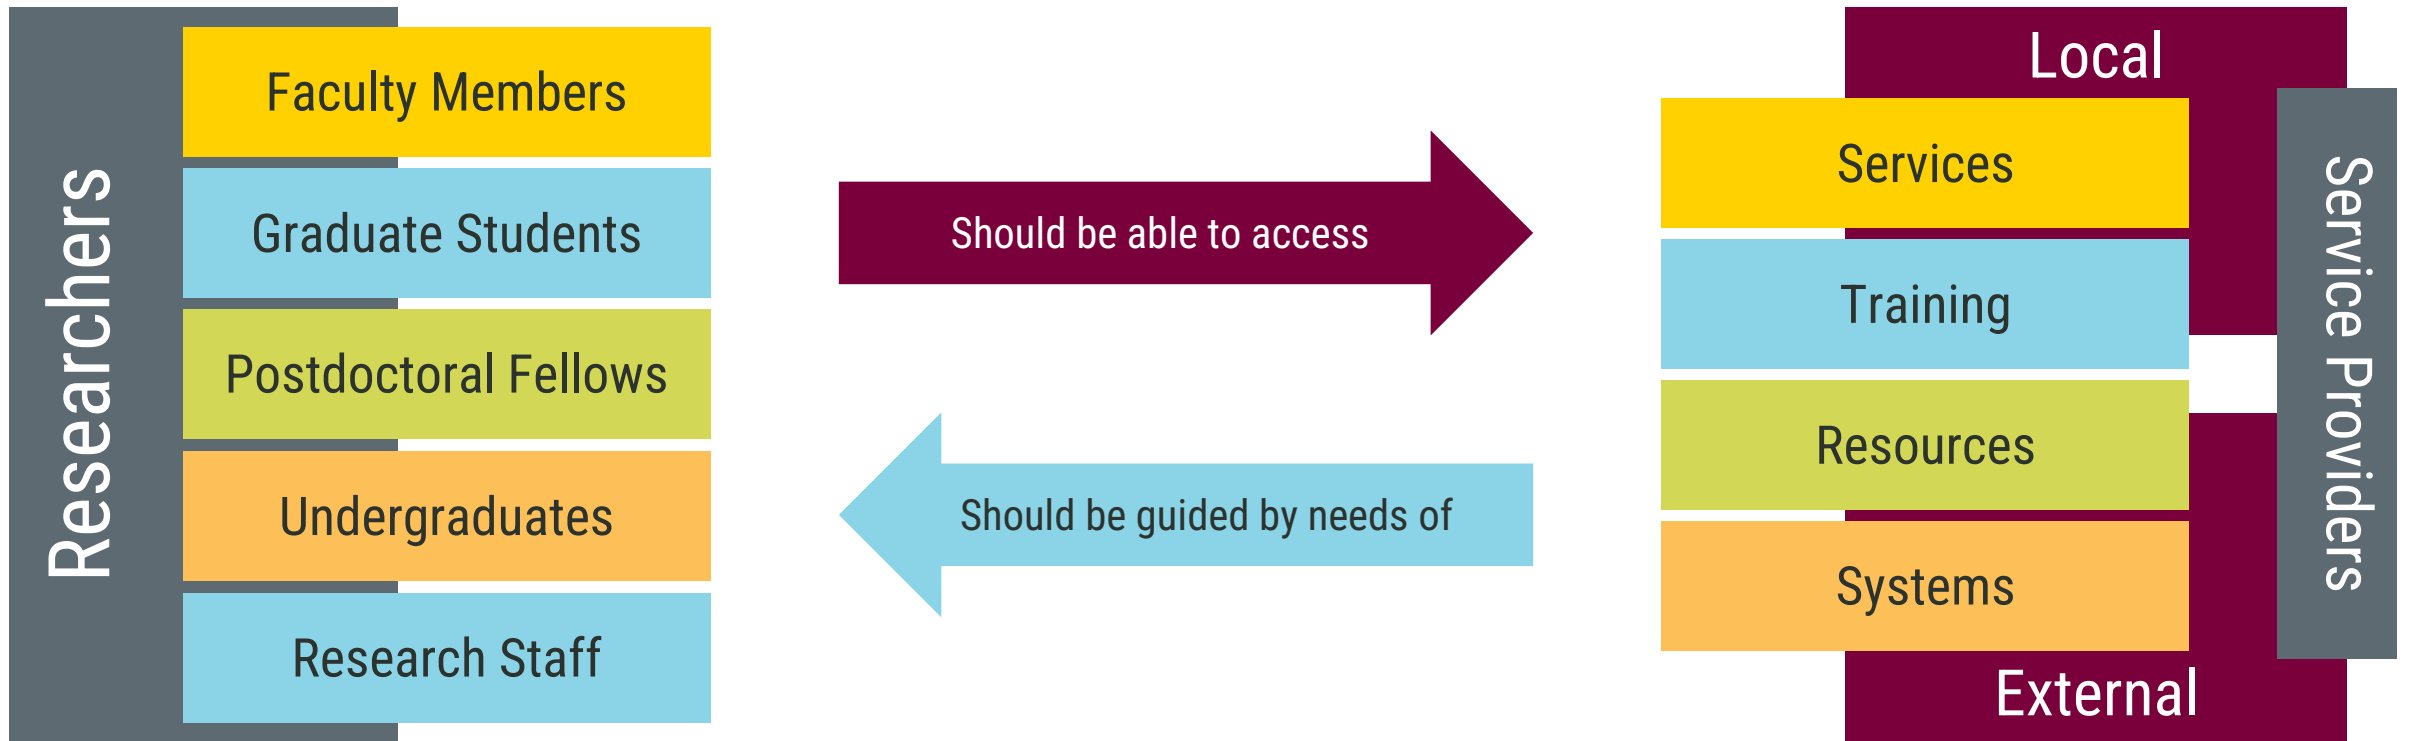 Researchers
Faculty Members
Graduate Students
Postdoctoral Fellows
Undergraduates
Research Staff
Should be able to access
Should be guided by needs of
Local
Services
Training
Resources
Systems
External
Service Providers